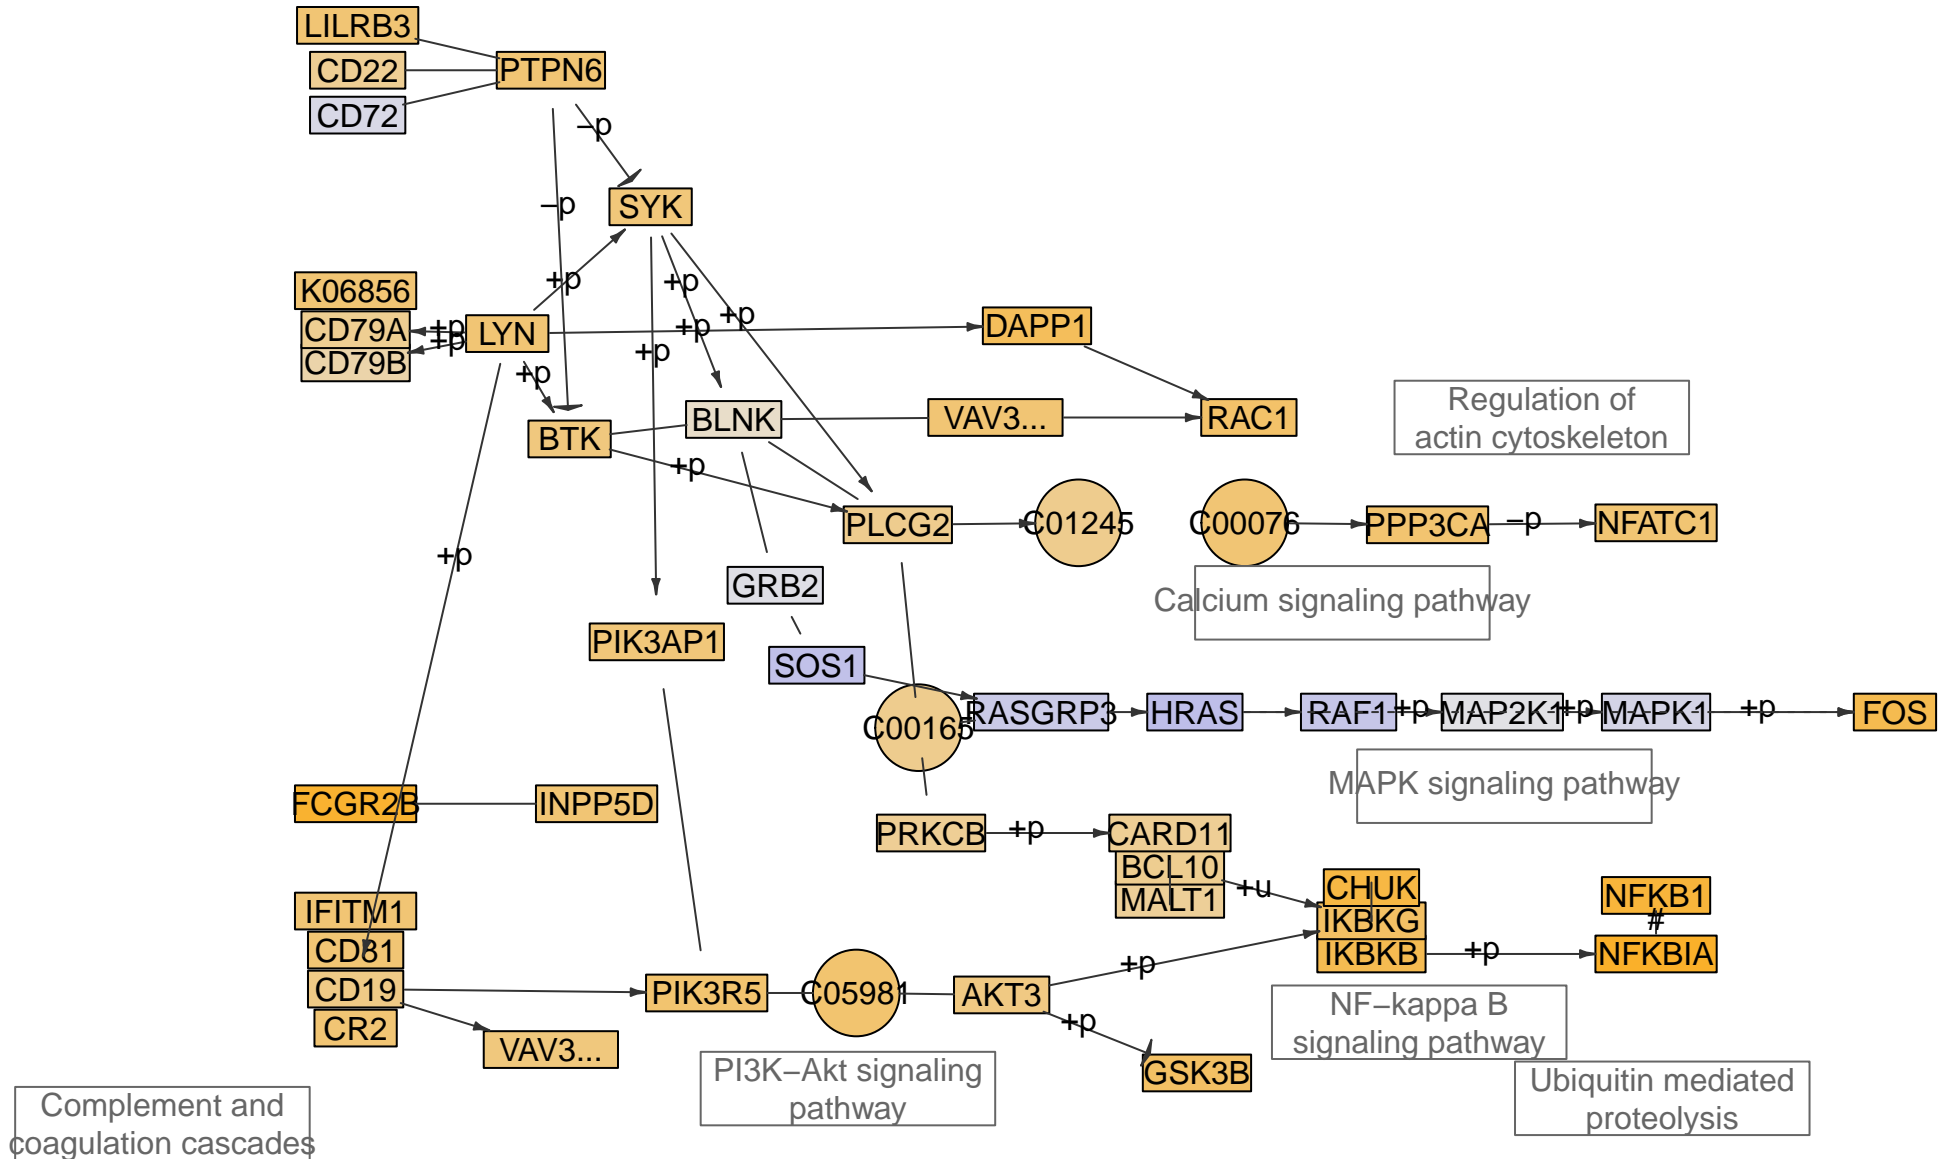 LILRB3
CD22
PTPN6
CD72
–p
SYK
–p
+p
+p
K06856
CD79A
+p
LYN
+p
+p
DAPP1
CD79B
+p
+p
+p
BTK
BLNK
VAV3...
RAC1
Regulation of
actin cytoskeleton
+p
PLCG2
C01245
C00076
PPP3CA
–p
NFATC1
+p
GRB2
Calcium signaling pathway
PIK3AP1
SOS1
C00165
RASGRP3
HRAS
RAF1
+p
MAP2K1
+p
MAPK1
+p
FOS
MAPK signaling pathway
FCGR2B
INPP5D
PRKCB
+p
CARD11
BCL10
MALT1
+u
CHUK
IKBKG
IKBKB
NFKB1
#
+p
NFKBIA
IFITM1
CD81
CD19
CR2
VAV3...
PIK3R5
C05981
AKT3
+p
+p
GSK3B
NF–kappa B
signaling pathway
PI3K–Akt signaling
pathway
Ubiquitin mediated
proteolysis
Complement and
coagulation cascades